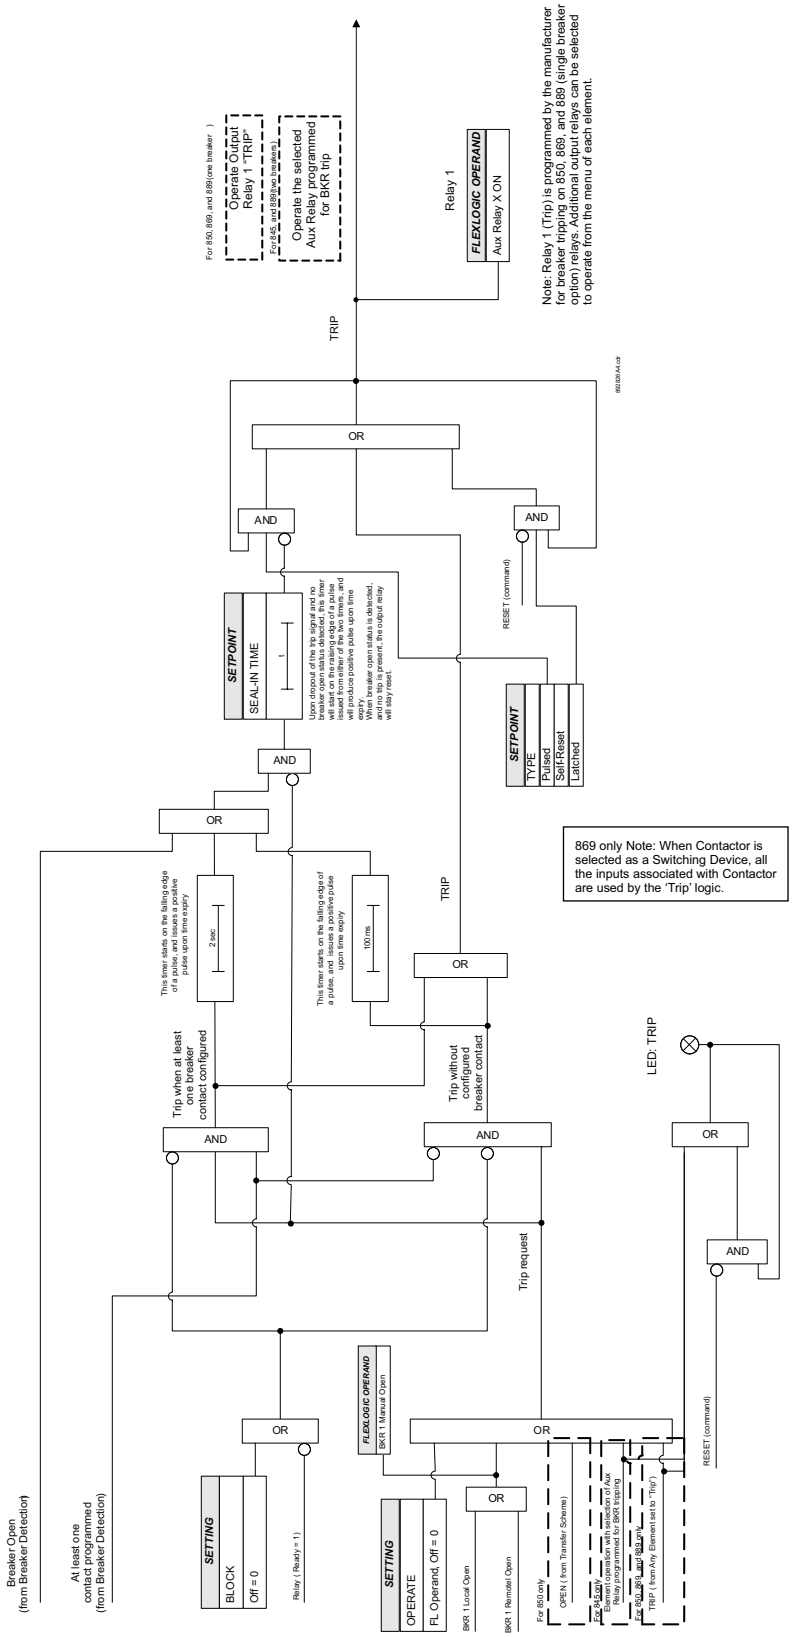 Breaker Open
(from Breaker Detection)
At least one
contact programmed
(from Breaker Detection)
SETTING
BLOCK
Off = 0
Relay ( Ready = 1)
OR
FLEXLOGIC OPERAND
BKR 1 Manual Open
SETTING
OPERATE
FL Operand, Off = 0
BKR 1 Local Open
BKR 1 Remotel Open
OR
For 850 only
OPEN ( from Transfer Scheme)
For 845 only
Element operation with selection of Aux
Relay programmed for BKR tripping
For 850, 869, and 889 only
TRIP ( from Any Element set to "Trip")
OR
Trip request
RESET (command)
AND
OR
LED: TRIP
AND
Trip when at least
one breaker
contact configured
AND
Trip without
configured
breaker contact
This timer starts on the falling edge
of a pulse, and issues a positive
pulse upon time expiry
2 sec
This timer starts on the falling edge of
a pulse, and issues a positive pulse
upon time expiry
100 ms
OR
TRIP
OR
AND
SETPOINT
SEAL-IN TIME
t
Upon dropout of the trip signal and no
breaker open status detected, this timer
will start on the raising edge of a pulse
issued from either of the two timers, and
will produce positive pulse upon time
expiry.
When breaker open status is detected,
and no trip is present, the output relay
will stay reset.
SETPOINT
TYPE
Pulsed
Self-Reset
Latched
RESET (command)
AND
AND
OR
TRIP
For 850, 869, and 889(one breaker )
Operate Output
Relay 1 "TRIP"
For 845, and 889(two breakers)
Operate the selected
Aux Relay programmed
for BKR trip
Relay 1
FLEXLOGIC OPERAND
Aux Relay X ON
Note: Relay 1 (Trip) is programmed by the manufacturer
for breaker tripping on 850, 869, and 889 (single breaker
option) relays. Additional output relays can be selected
to operate from the menu of each element.
892826A4.cdr
869 only Note: When Contactor is
selected as a Switching Device, all
the inputs associated with Contactor
are used by the 'Trip' logic.